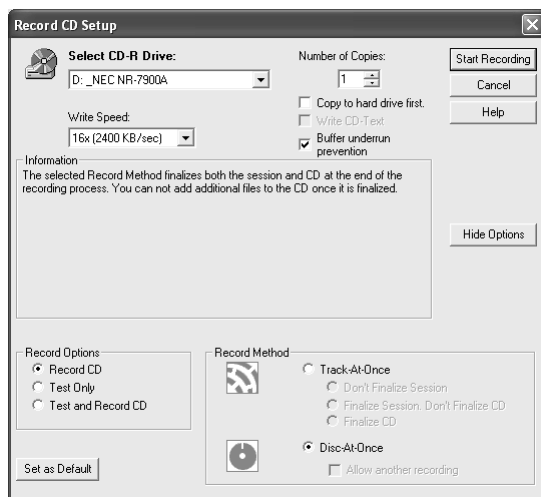 Record CD Setup
Select CD-R Drive:
D: _NEC NR-7900A
Number of Copies:
1
Start Recording
Cancel
Help
Copy to hard drive first.
Write CD-Text
Buffer underrun
prevention
Write Speed:
16x (2400 KB/sec)
Information
The selected Record Method finalizes both the session and CD at the end of the
recording process. You can not add additional files to the CD once it is finalized.
Hide Options
Record Options
Record CD
Test Only
Test and Record CD
Set as Default
Record Method
Track-At-Once
Don't Finalize Session
Finalize Session. Don't Finalize CD
Finalize CD
Disc-At-Once
Allow another recording